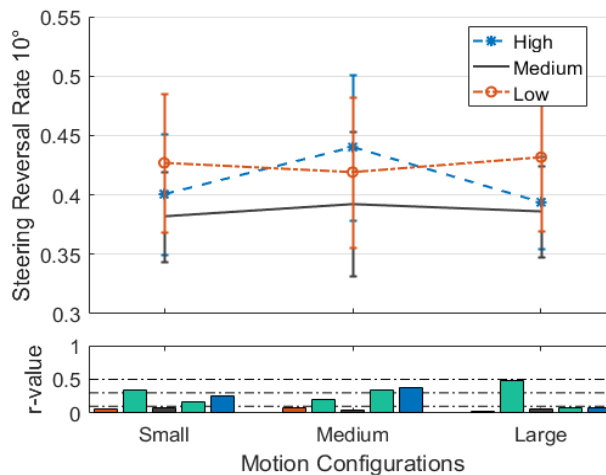 Steering Reversal Rate 10°
0.55
0.5
0.45
0.4
0.35
0.3
High
Medium
Low
r-value
1
0.5
0
Small
Medium
Large
Motion Configurations